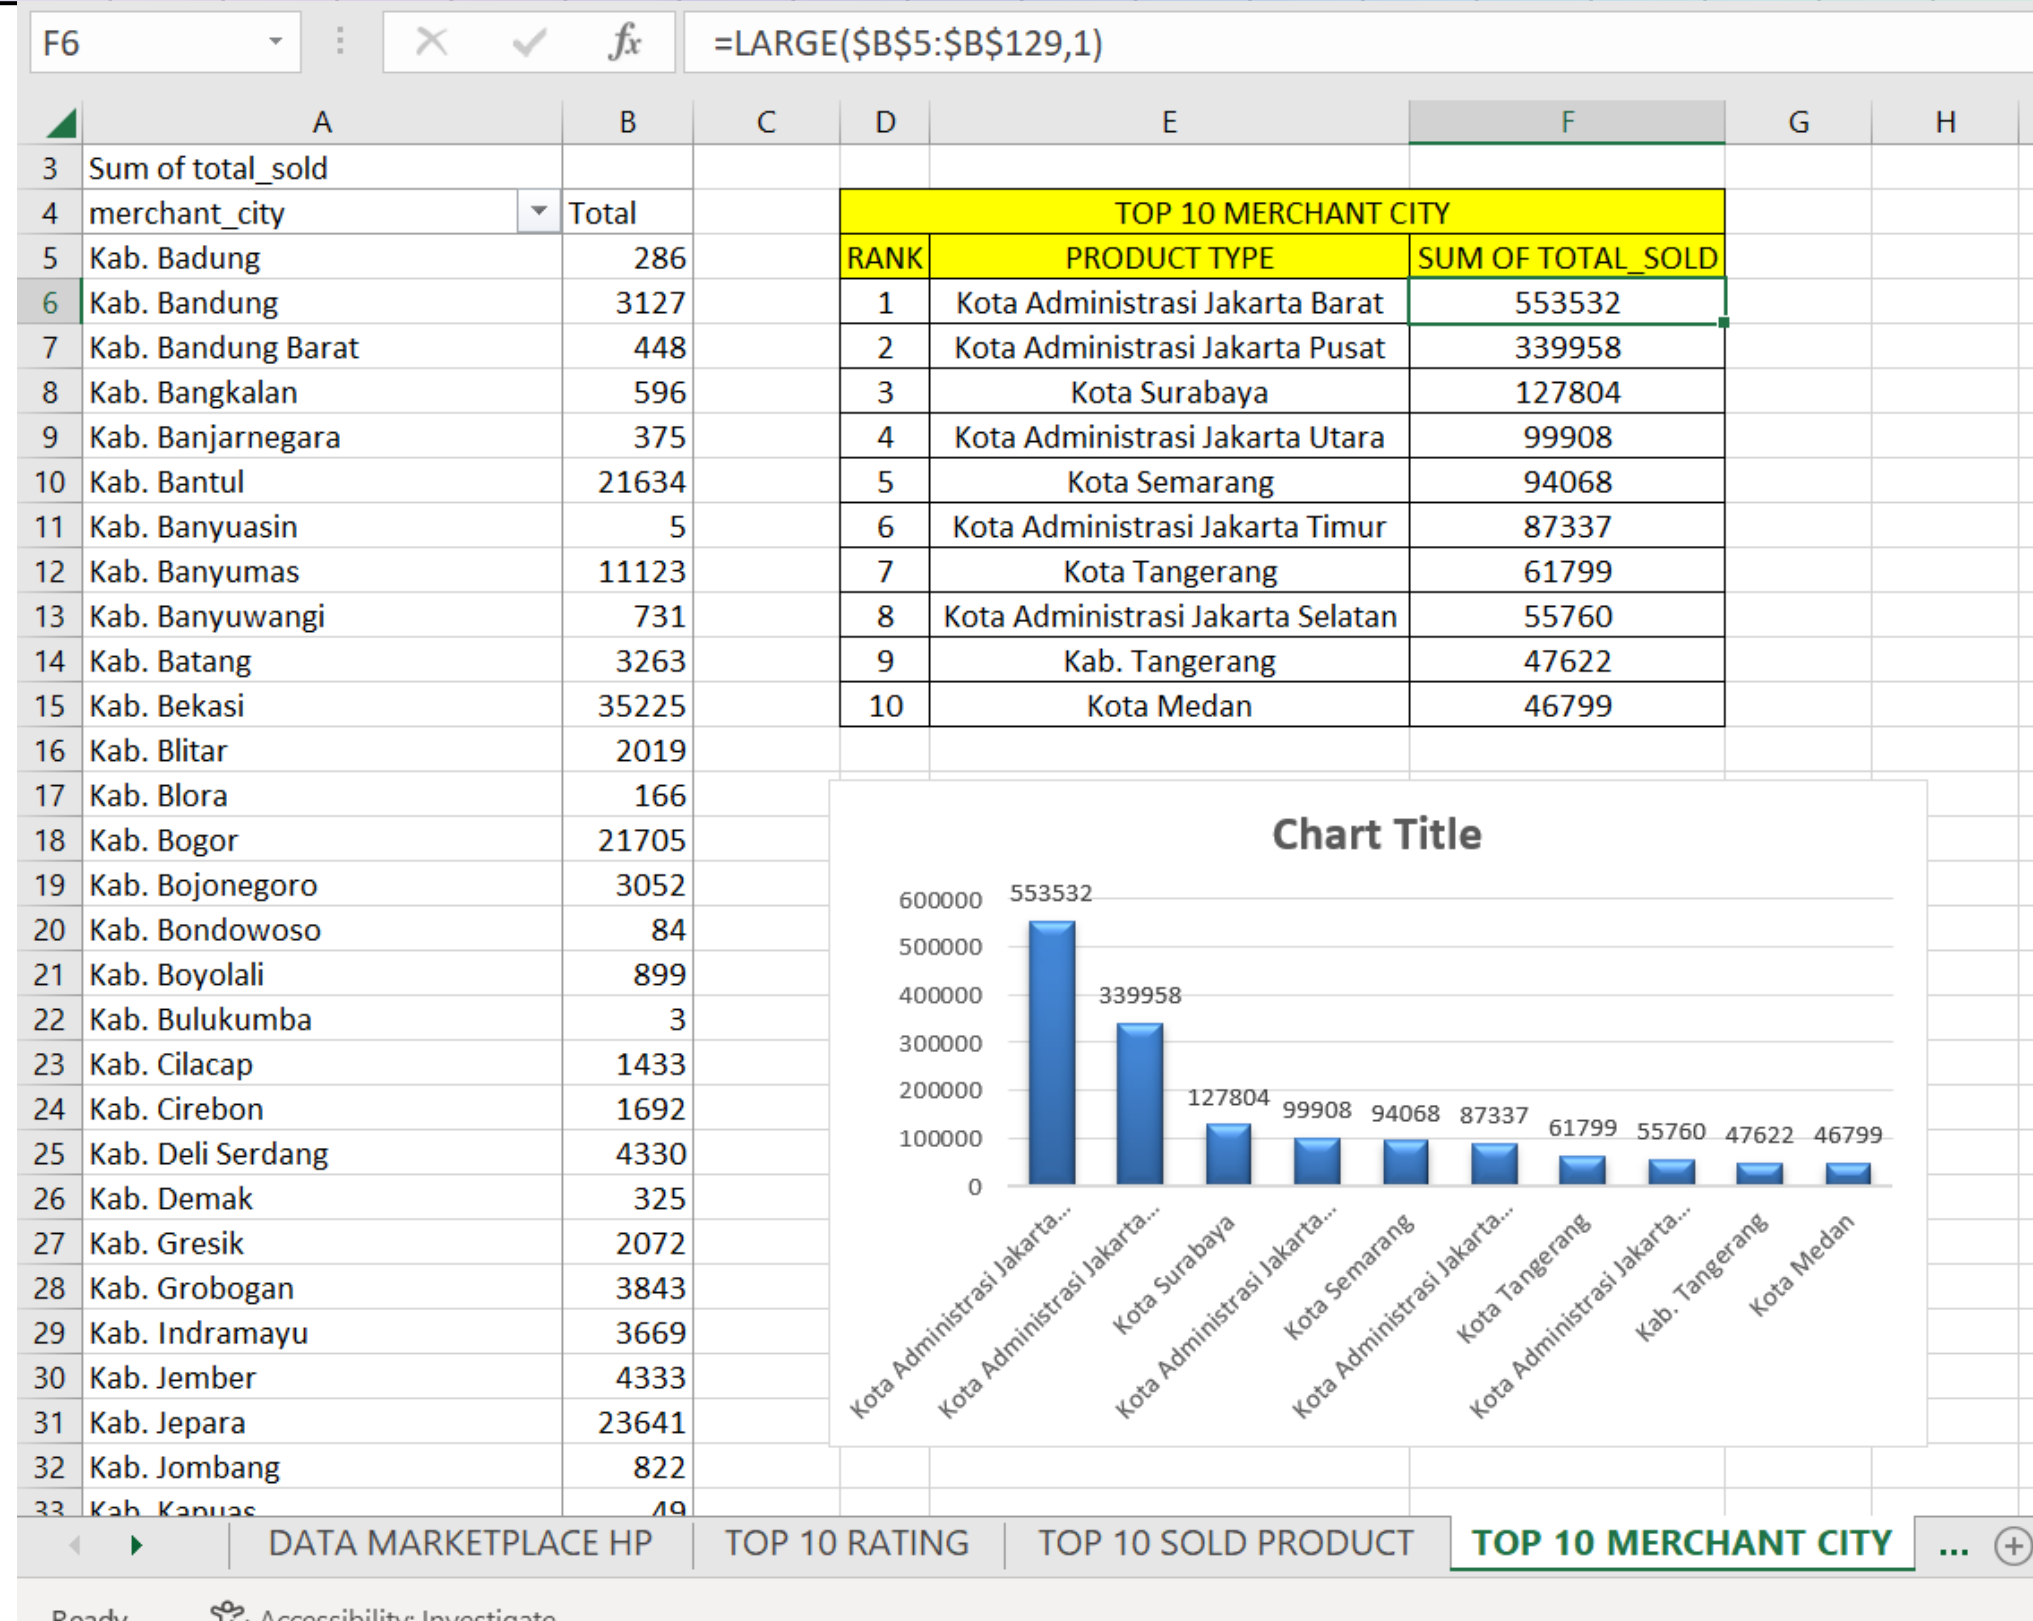 F6 fx =LARGE($B$5:$B$129,1)
A B C D E F G H
3 Sum of total_sold
4 merchant_city Total TOP 10 MERCHANT CITY
5 Kab. Badung 286 RANK PRODUCT TYPE SUM OF TOTAL_SOLD
6 Kab. Bandung 3127 1 Kota Administrasi Jakarta Barat 553532
7 Kab. Bandung Barat 448 2 Kota Administrasi Jakarta Pusat 339958
8 Kab. Bangkalan 596 3 Kota Surabaya 127804
9 Kab. Banjarnegara 375 4 Kota Administrasi Jakarta Utara 99908
10 Kab. Bantul 21634 5 Kota Semarang 94068
11 Kab. Banyuasin 5 6 Kota Administrasi Jakarta Timur 87337
12 Kab. Banyumas 11123 7 Kota Tangerang 61799
13 Kab. Banyuwangi 731 8 Kota Administrasi Jakarta Selatan 55760
14 Kab. Batang 3263 9 Kab. Tangerang 47622
15 Kab. Bekasi 35225 10 Kota Medan 46799
16 Kab. Blitar 2019
17 Kab. Blora 166
18 Kab. Bogor 21705
19 Kab. Bojonegoro 3052
20 Kab. Bondowoso 84
21 Kab. Boyolali 899
22 Kab. Bulukumba 3
23 Kab. Cilacap 1433
24 Kab. Cirebon 1692
25 Kab. Deli Serdang 4330
26 Kab. Demak 325
27 Kab. Gresik 2072
28 Kab. Grobogan 3843
29 Kab. Indramayu 3669
30 Kab. Jember 4333
31 Kab. Jepara 23641
32 Kab. Jombang 822
33 Kab. Kapuas 49
Chart Title
600000
500000
400000
300000
200000
100000
0
553532
339958
127804
99908
94068
87337
61799
55760
47622
46799
Kota Administrasi Jakarta...
Kota Administrasi Jakarta...
Kota Surabaya
Kota Administrasi Jakarta...
Kota Semarang
Kota Administrasi Jakarta...
Kota Tangerang
Kota Administrasi Jakarta...
Kab. Tangerang
Kota Medan
DATA MARKETPLACE HP TOP 10 RATING TOP 10 SOLD PRODUCT TOP 10 MERCHANT CITY ...
Ready Accessibility: Investigate